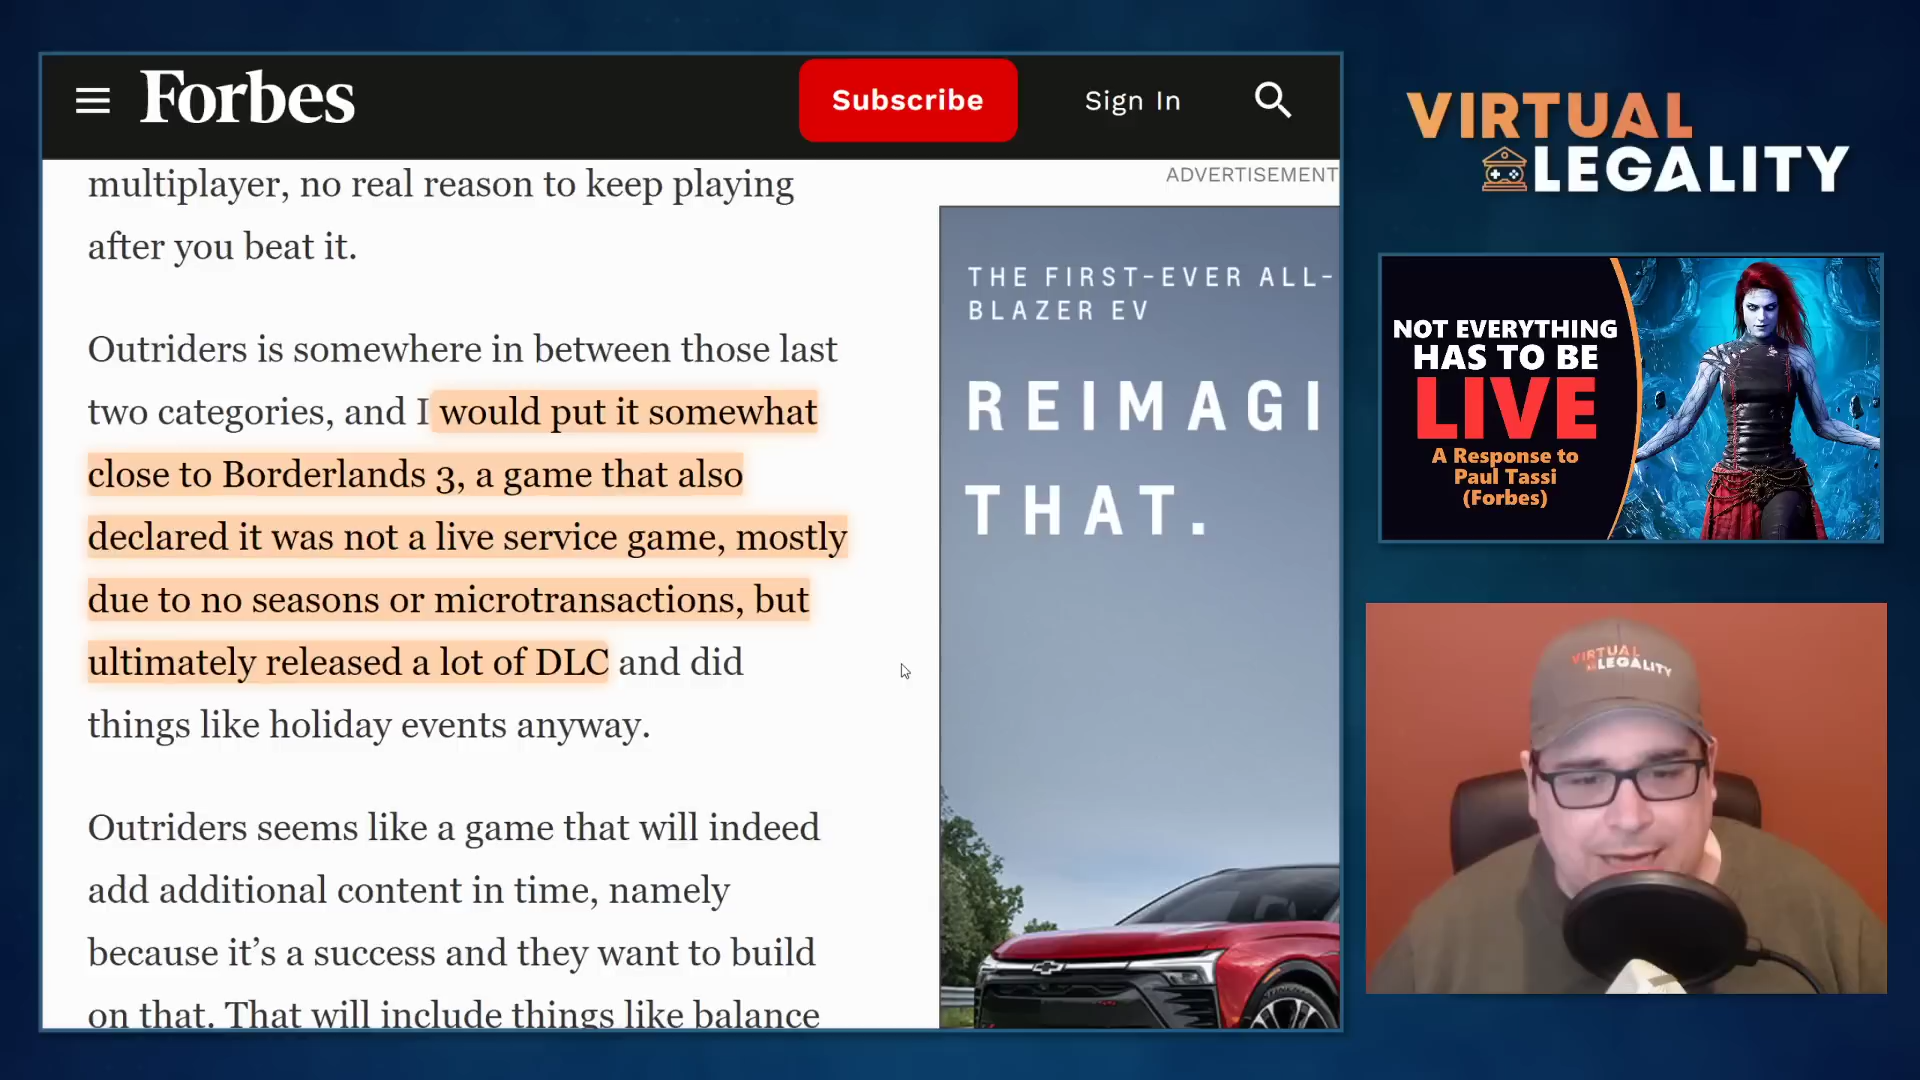 Forbes
Subscribe
Sign In
multiplayer, no real reason to keep playing
after you beat it.
Outriders is somewhere in between those last
two categories, and I would put it somewhat
close to Borderlands 3, a game that also
declared it was not a live service game, mostly
due to no seasons or microtransactions, but
ultimately released a lot of DLC and did
things like holiday events anyway.
Outriders seems like a game that will indeed
add additional content in time, namely
because it’s a success and they want to build
on that. That will include things like balance
ADVERTISEMENT
THE FIRST-EVER ALL-
BLAZER EV
REIMAGI
THAT.
VIRTUAL
LEGALITY
NOT EVERYTHING
HAS TO BE
LIVE
A Response to
Paul Tassi
(Forbes)
VIRTUAL
LEGALITY